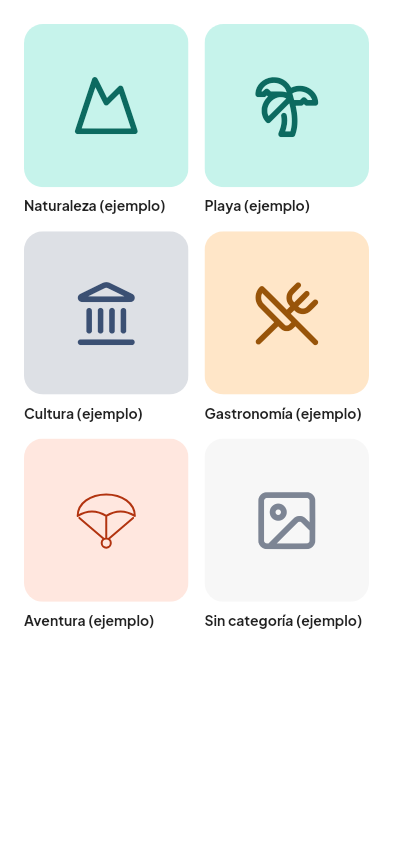 Naturaleza (ejemplo)
Playa (ejemplo)
Cultura (ejemplo)
Gastronomía (ejemplo)
Aventura (ejemplo)
Sin categoría (ejemplo)